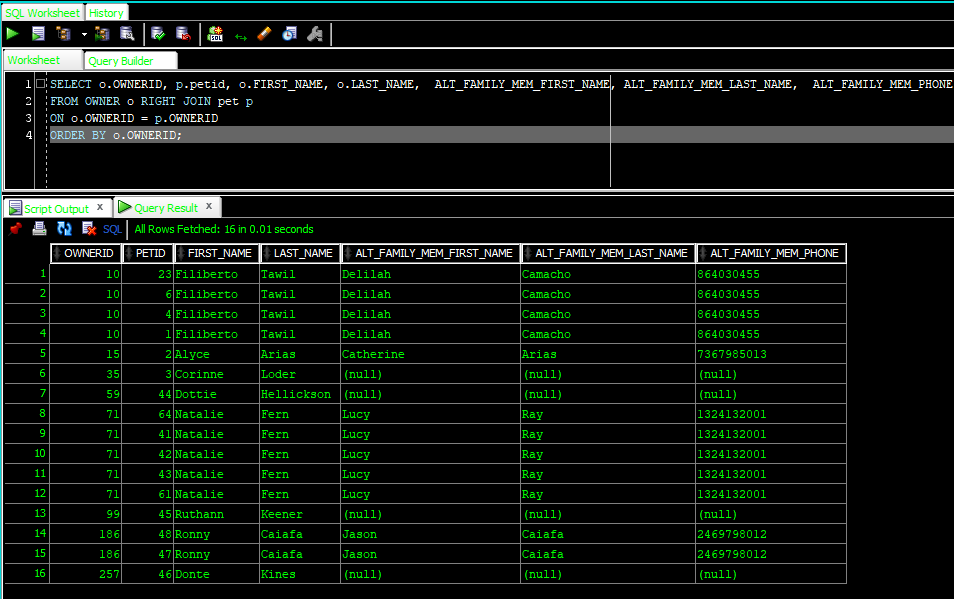 SQL Worksheet History
Worksheet Query Builder
1 SELECT o.OWNERID, p.petid, o.FIRST_NAME, o.LAST_NAME, ALT_FAMILY_MEM_FIRST_NAME, ALT_FAMILY_MEM_LAST_NAME, ALT_FAMILY_MEM_PHONE
2 FROM OWNER o RIGHT JOIN pet p
3 ON o.OWNERID = p.OWNERID
4 ORDER BY o.OWNERID;
Script Output x Query Result x
SQL All Rows Fetched: 16 in 0.01 seconds
OWNERID PETID FIRST_NAME LAST_NAME ALT_FAMILY_MEM_FIRST_NAME ALT_FAMILY_MEM_LAST_NAME ALT_FAMILY_MEM_PHONE
1 10 23 Filiberto Tawil Delilah Camacho 864030455
2 10 6 Filiberto Tawil Delilah Camacho 864030455
3 10 4 Filiberto Tawil Delilah Camacho 864030455
4 10 1 Filiberto Tawil Delilah Camacho 864030455
5 15 2 Alyce Arias Catherine Arias 7367985013
6 35 3 Corinne Loder (null) (null) (null)
7 59 44 Dottie Hellickson (null) (null) (null)
8 71 64 Natalie Fern Lucy Ray 1324132001
9 71 41 Natalie Fern Lucy Ray 1324132001
10 71 42 Natalie Fern Lucy Ray 1324132001
11 71 43 Natalie Fern Lucy Ray 1324132001
12 71 61 Natalie Fern Lucy Ray 1324132001
13 99 45 Ruthann Keener (null) (null) (null)
14 186 48 Ronny Caiafa Jason Caiafa 2469798012
15 186 47 Ronny Caiafa Jason Caiafa 2469798012
16 257 46 Donte Kines (null) (null) (null)